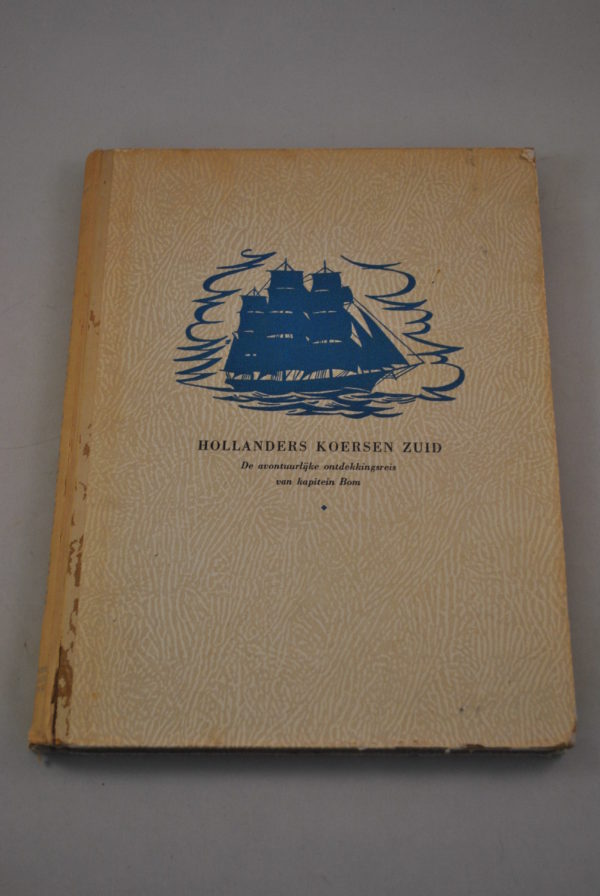 HOLLANDERS KOERSEN ZUID
De avontuurlijke ontdekkingsreis
van kapitein Bom